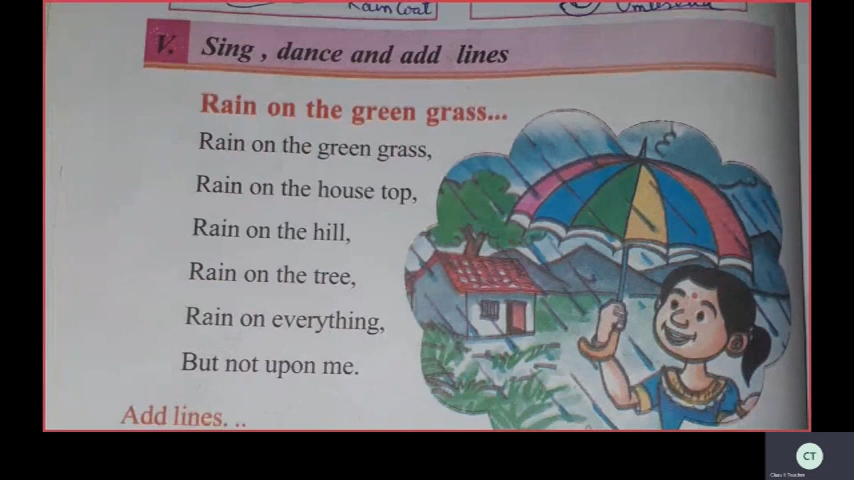 Rain Coat
Umbrella
V. Sing , dance and add lines
Rain on the green grass...
Rain on the green grass,
Rain on the house top,
Rain on the hill,
Rain on the tree,
Rain on everything,
But not upon me.
Add lines. ..
CT